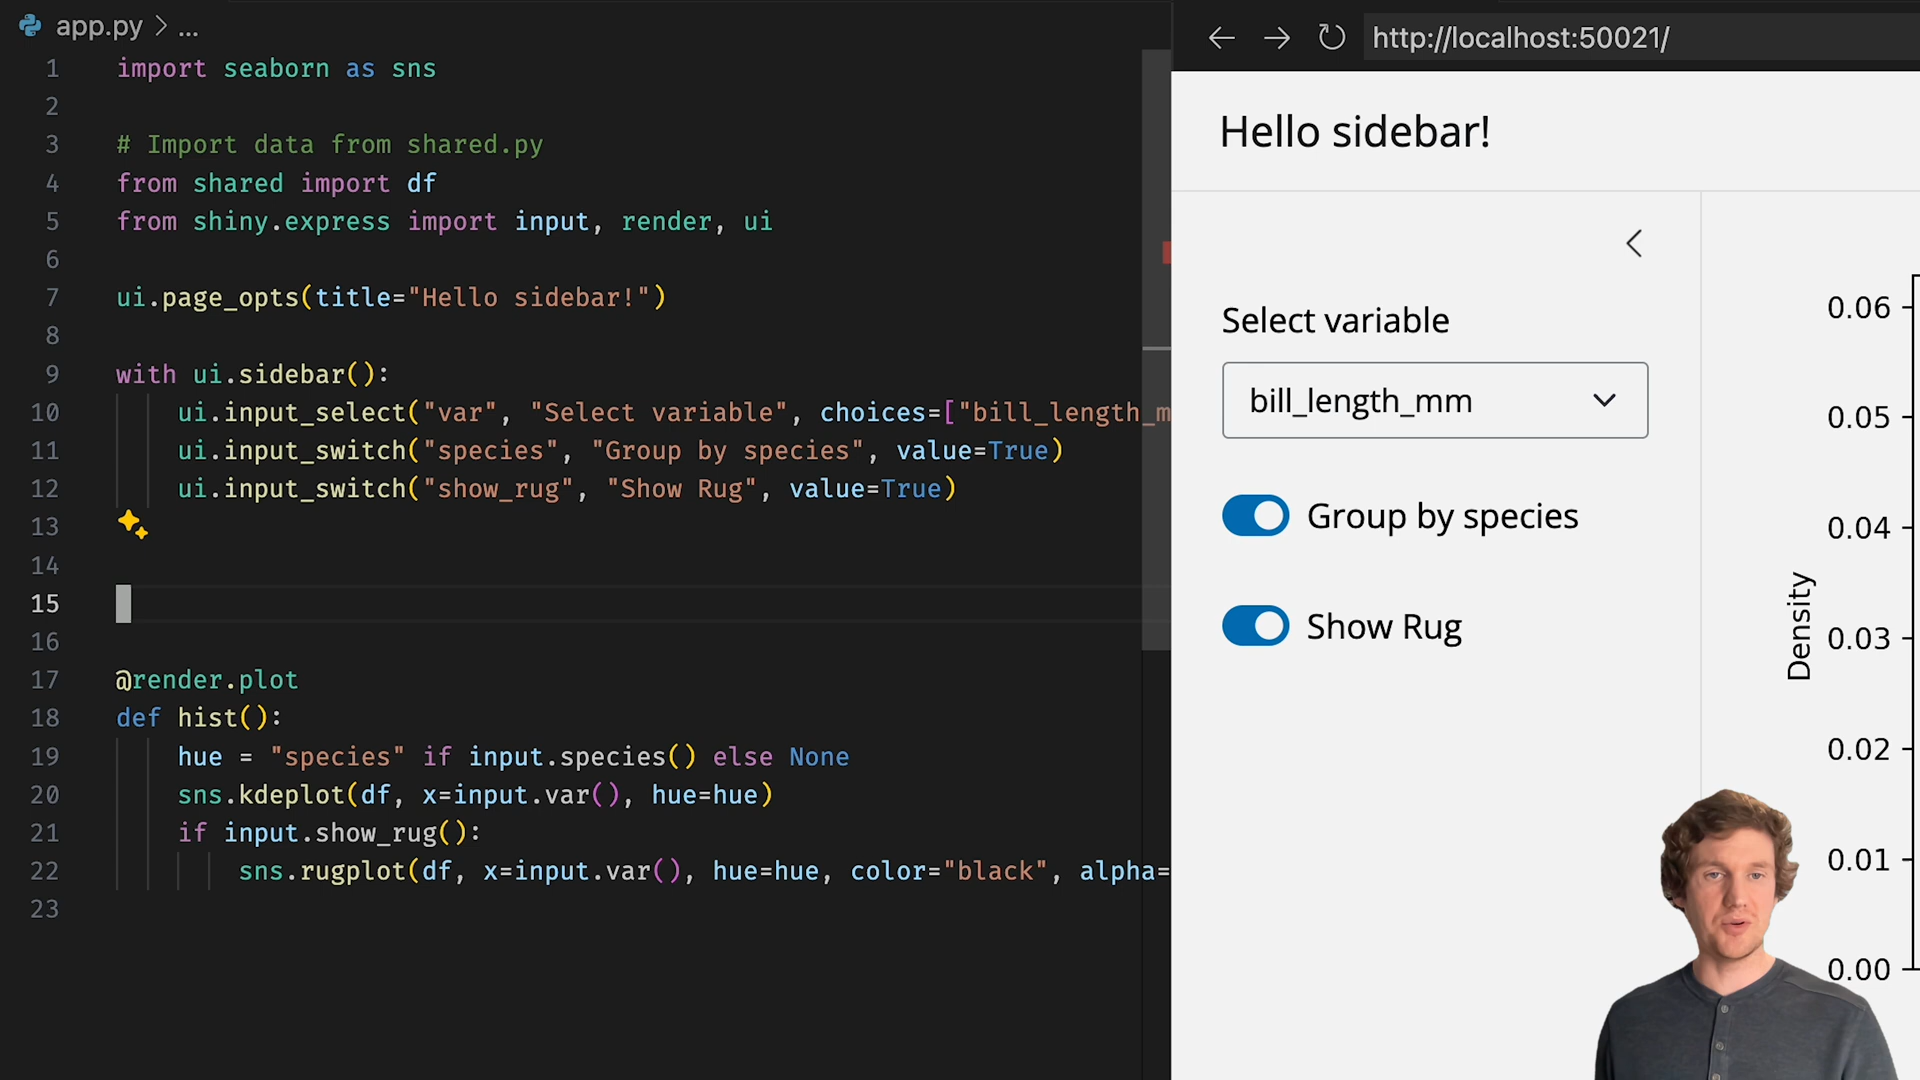 app.py > ...
1 import seaborn as sns
2
3 # Import data from shared.py
4 from shared import df
5 from shiny.express import input, render, ui
6
7 ui.page_opts(title="Hello sidebar!")
8
9 with ui.sidebar():
10 ui.input_select("var", "Select variable", choices=["bill_length_m
11 ui.input_switch("species", "Group by species", value=True)
12 ui.input_switch("show_rug", "Show Rug", value=True)
13
14
15
16
17 @render.plot
18 def hist():
19 hue = "species" if input.species() else None
20 sns.kdeplot(df, x=input.var(), hue=hue)
21 if input.show_rug():
22 sns.rugplot(df, x=input.var(), hue=hue, color="black", alpha=
23
http://localhost:50021/
Hello sidebar!
Select variable
bill_length_mm
Group by species
Show Rug
Density
0.06
0.05
0.04
0.03
0.02
0.01
0.00